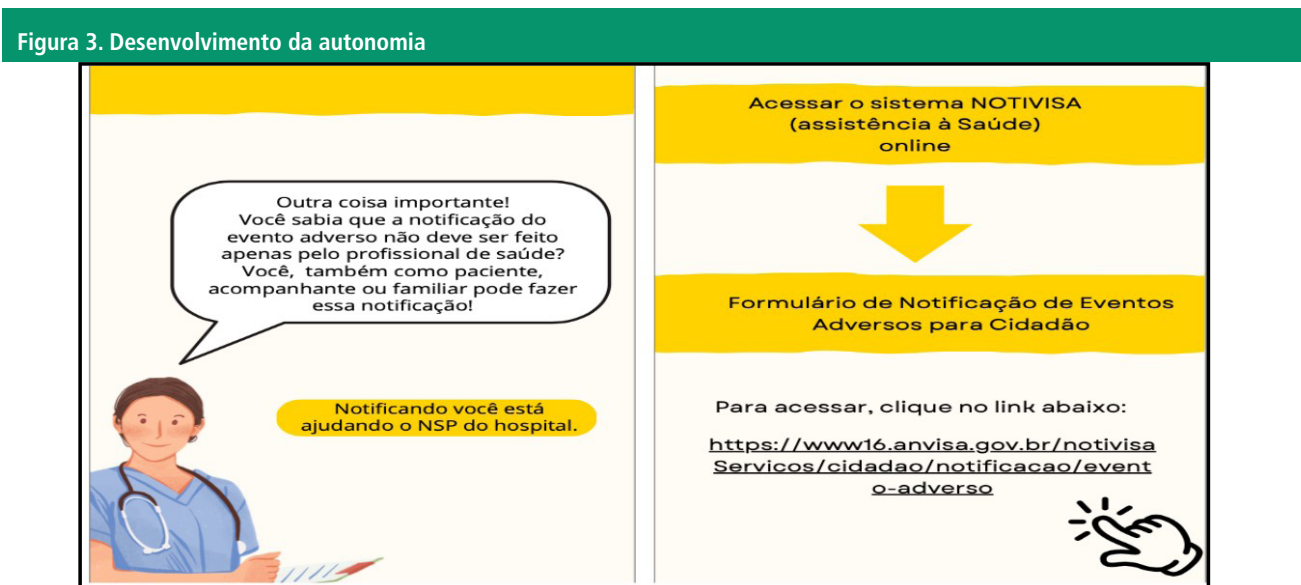 Figura 3. Desenvolvimento da autonomia
Outra coisa importante!
Você sabia que a notificação do
evento adverso não deve ser feito
apenas pelo profissional de saúde?
Você, também como paciente,
acompanhante ou familiar pode fazer
essa notificação!
Notificando você está
ajudando o NSP do hospital.
Acessar o sistema NOTIVISA
(assistência à Saúde)
online
Formulário de Notificação de Eventos
Adversos para Cidadão
Para acessar, clique no link abaixo:
https://www16.anvisa.gov.br/notivisa
Servicos/cidadao/notificacao/event
o-adverso